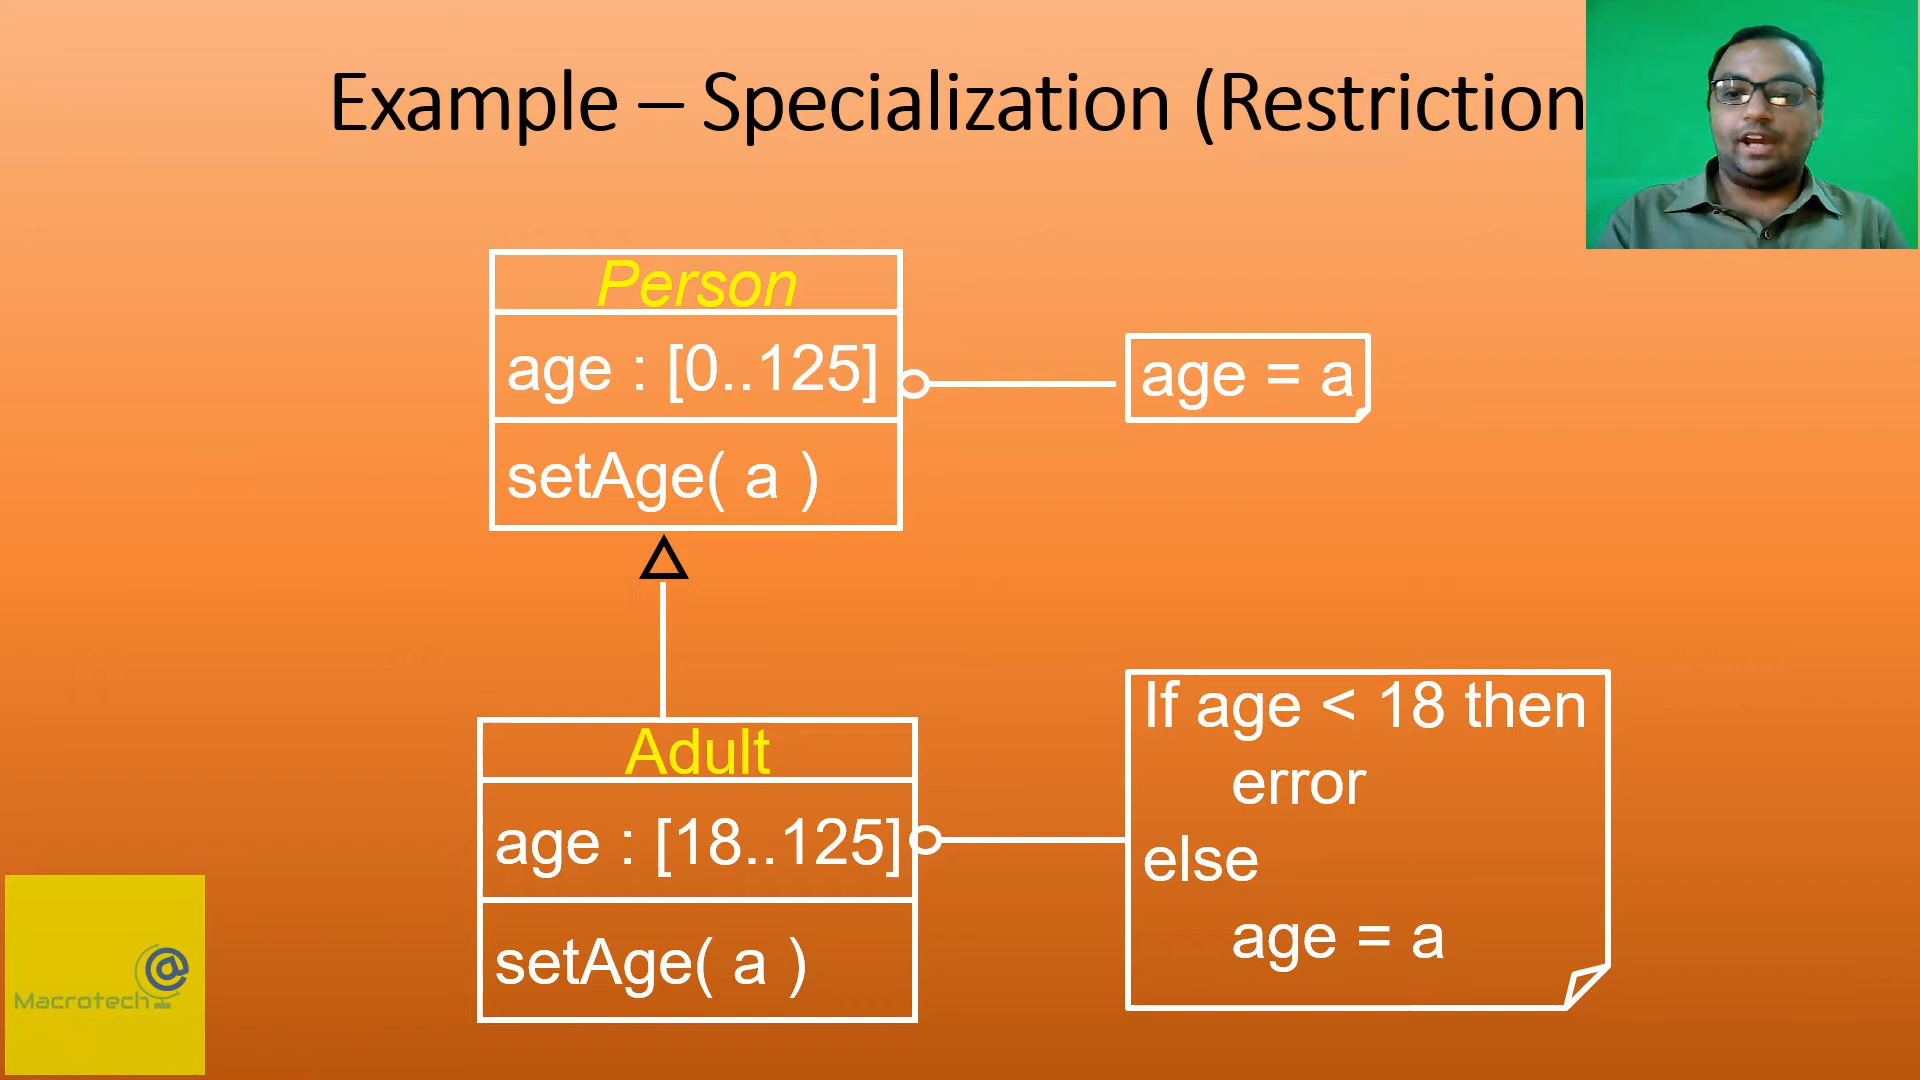 Example – Specialization (Restriction
Person
age : [0..125]
setAge( a )
age = a
Adult
age : [18..125]
setAge( a )
If age < 18 then
error
else
age = a
@
Macrotech